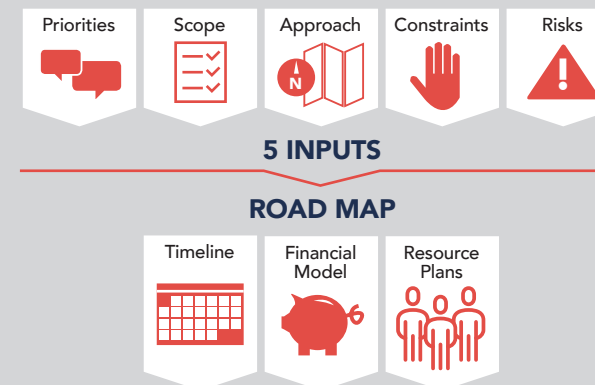 Priorities
Scope
Approach
Constraints
Risks
N
5 INPUTS
ROAD MAP
Timeline
Financial
Model
Resource
Plans